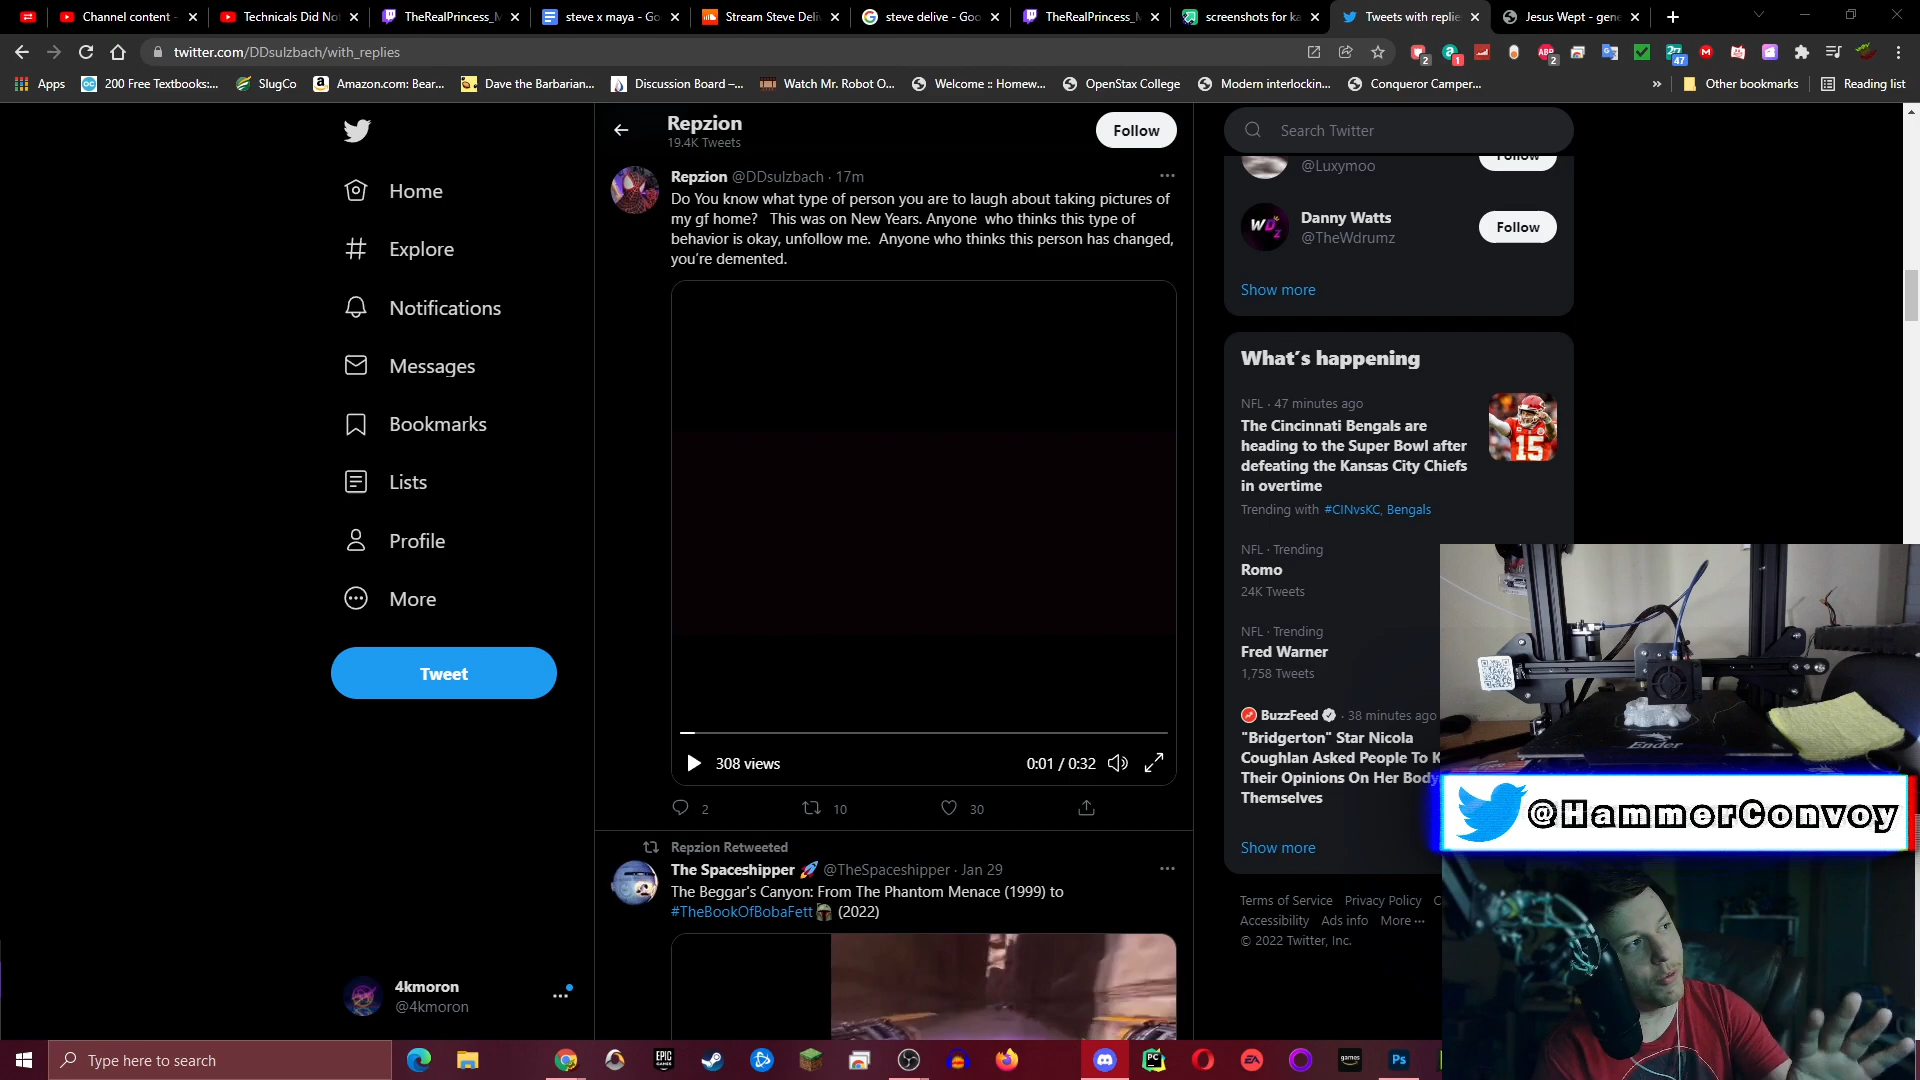 Channel content -
Technicals Did No
TheRealPrincess_M
steve x maya - Go
Stream Steve Deliv
steve delive - Goo
TheRealPrincess_M
screenshots for ka
Tweets with replie
Jesus Wept - gene
twitter.com/DDsulzbach/with_replies
Apps
200 Free Textbooks:...
SlugCo
Amazon.com: Bear...
Dave the Barbarian...
Discussion Board –...
Watch Mr. Robot O...
Welcome :: Homew...
OpenStax College
Modern interlockin...
Conqueror Camper...
Other bookmarks
Reading list
Home
Explore
Notifications
Messages
Bookmarks
Lists
Profile
More
Tweet
4kmoron
@4kmoron
Repzion
19.4K Tweets
Follow
Repzion @DDsulzbach · 17m
Do You know what type of person you are to laugh about taking pictures of
my gf home? This was on New Years. Anyone who thinks this type of
behavior is okay, unfollow me. Anyone who thinks this person has changed,
you're demented.
308 views
0:01 / 0:32
2
10
30
Repzion Retweeted
The Spaceshipper @TheSpaceshipper · Jan 29
The Beggar's Canyon: From The Phantom Menace (1999) to
#TheBookOfBobaFett (2022)
Search Twitter
@Luxymoo
Follow
Danny Watts
@TheWdrumz
Follow
Show more
What's happening
NFL · 47 minutes ago
The Cincinnati Bengals are
heading to the Super Bowl after
defeating the Kansas City Chiefs
in overtime
Trending with #CINvsKC, Bengals
NFL · Trending
Romo
24K Tweets
NFL · Trending
Fred Warner
1,758 Tweets
BuzzFeed · 38 minutes ago
"Bridgerton" Star Nicola
Coughlan Asked People To K
Their Opinions On Her Body
Themselves
Show more
Terms of Service Privacy Policy C
Accessibility Ads info More ···
© 2022 Twitter, Inc.
Ender
@HammerConvoy
Type here to search